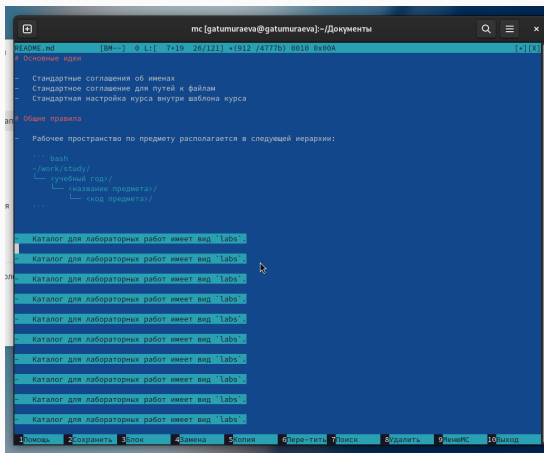 mc [gatumuraeva@gatumuraeva]:~/Документы
README.md [BM--] 0 L:[ 7+19 26/121] *(912 /4777b) 0010 0x00A [*][X]
# Основные идеи
- Стандартные соглашения об именах
- Стандартное соглашение для путей к файлам
- Стандартная настройка курса внутри шаблона курса
# Общие правила
- Рабочее пространство по предмету располагается в следующей иерархии:
``` bash
~/work/study/
└── <учебный год>/
└── <название предмета>/
└── <код предмета>/
```
- Каталог для лабораторных работ имеет вид `labs`.
- Каталог для лабораторных работ имеет вид `labs`.
- Каталог для лабораторных работ имеет вид `labs`.
- Каталог для лабораторных работ имеет вид `labs`.
- Каталог для лабораторных работ имеет вид `labs`.
- Каталог для лабораторных работ имеет вид `labs`.
- Каталог для лабораторных работ имеет вид `labs`.
- Каталог для лабораторных работ имеет вид `labs`.
- Каталог для лабораторных работ имеет вид `labs`.
- Каталог для лабораторных работ имеет вид `labs`.
1Помощь 2Сохранить 3Блок 4Замена 5Копия 6Пере~тить 7Поиск 8Удалить 9МенюMC 10Выход